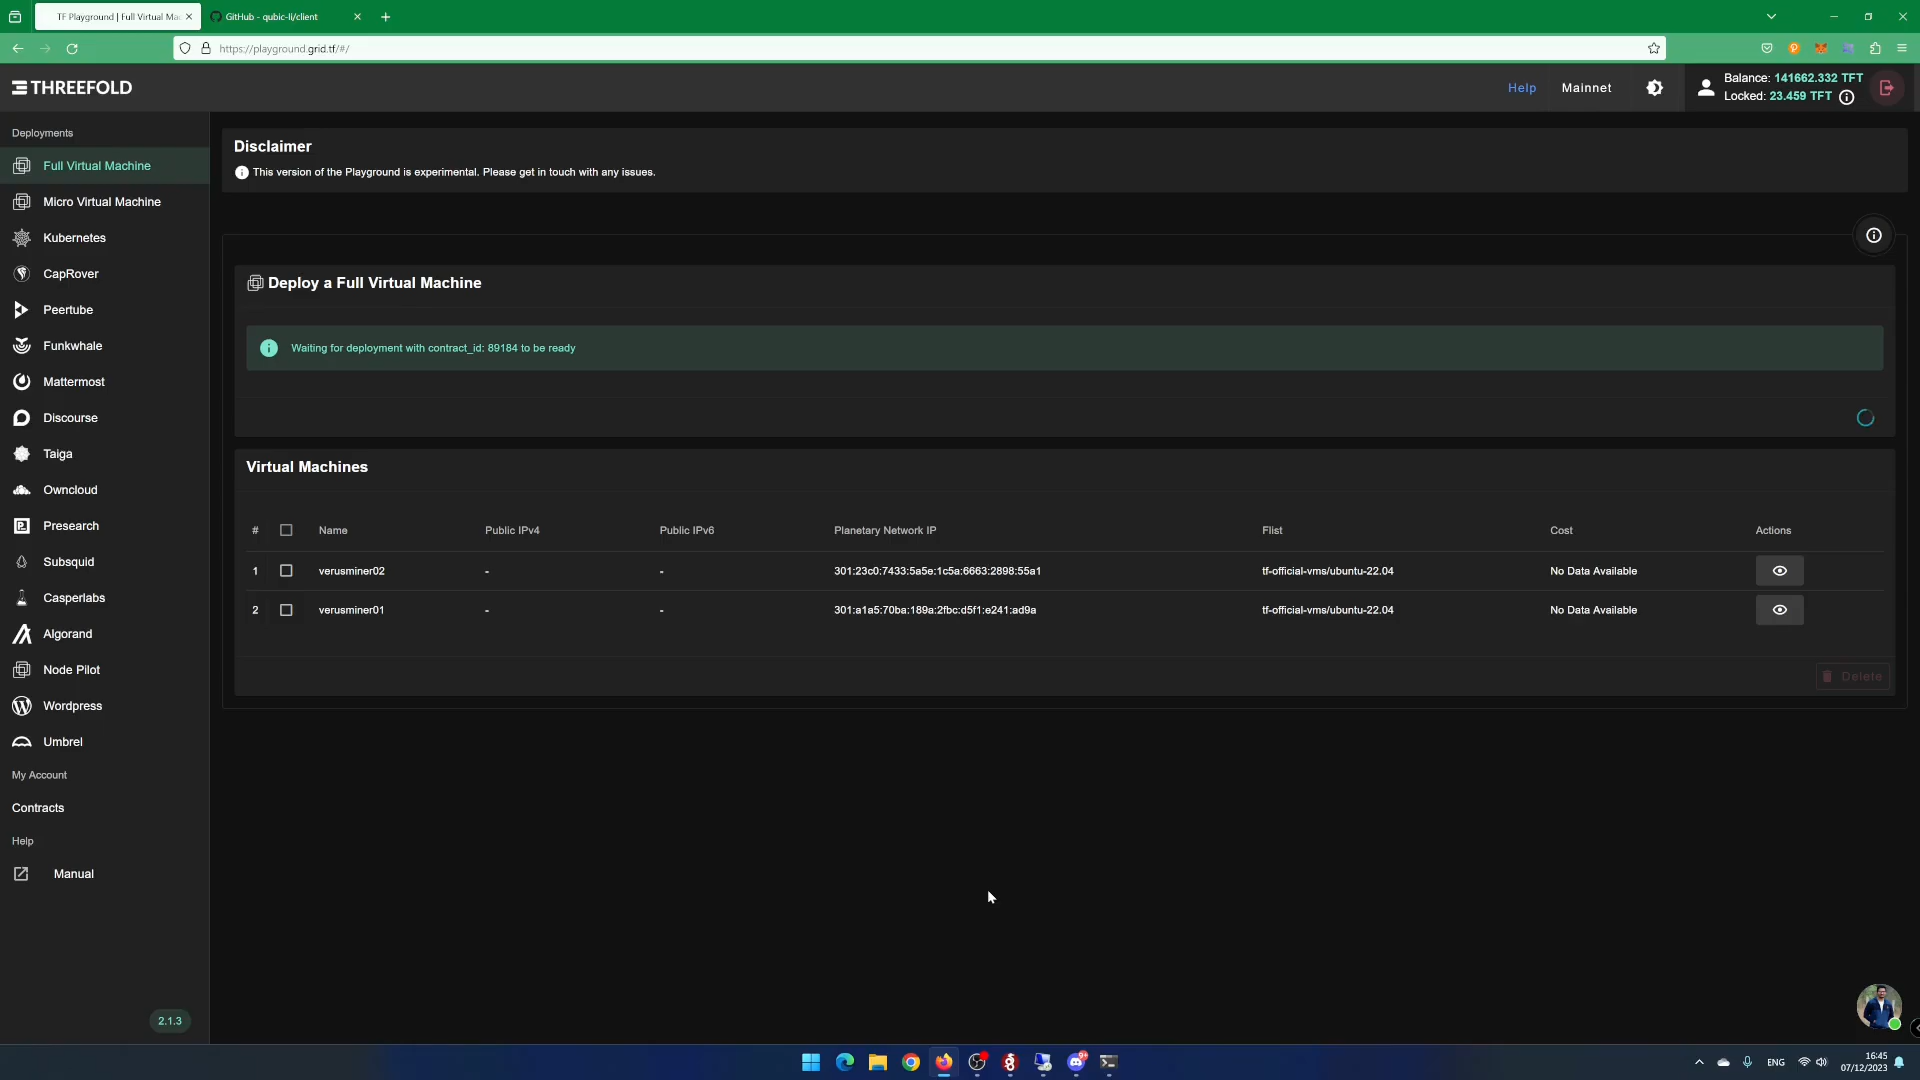 TF Playground | Full Virtual Mac
GitHub - qubic-li/client
https://playground.grid.tf/#/
THREEFOLD
Help
Mainnet
Balance: 141662.332 TFT
Locked: 23.459 TFT
Deployments
Full Virtual Machine
Micro Virtual Machine
Kubernetes
CapRover
Peertube
Funkwhale
Mattermost
Discourse
Taiga
Owncloud
Presearch
Subsquid
Casperlabs
Algorand
Node Pilot
Wordpress
Umbrel
My Account
Contracts
Help
Manual
2.1.3
Disclaimer
This version of the Playground is experimental. Please get in touch with any issues.
Deploy a Full Virtual Machine
Waiting for deployment with contract_id: 89184 to be ready
Virtual Machines
# Name Public IPv4 Public IPv6 Planetary Network IP Flist Cost Actions
1 verusminer02 - - 301:23c0:7433:5a5e:1c5a:6663:2898:55a1 tf-official-vms/ubuntu-22.04 No Data Available
2 verusminer01 - - 301:a1a5:70ba:189a:2fbc:d5f1:e241:ad9a tf-official-vms/ubuntu-22.04 No Data Available
Delete
ENG
16:45
07/12/2023